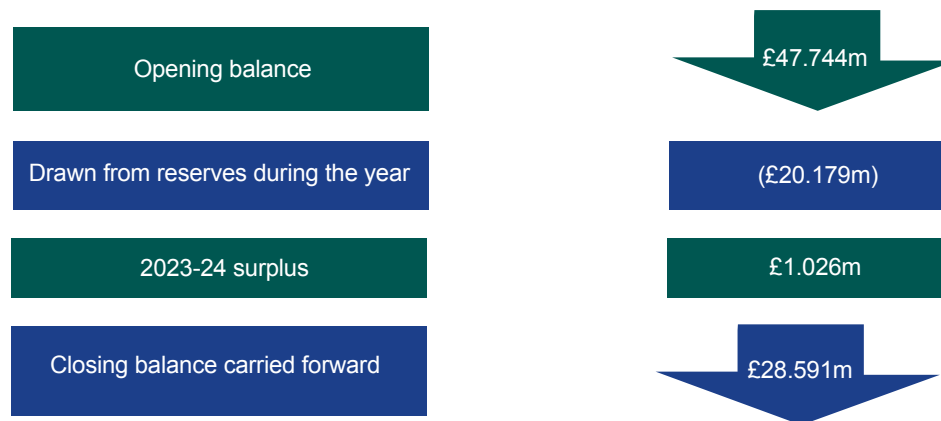 Opening balance
£47.744m
Drawn from reserves during the year
(£20.179m)
2023-24 surplus
£1.026m
Closing balance carried forward
£28.591m